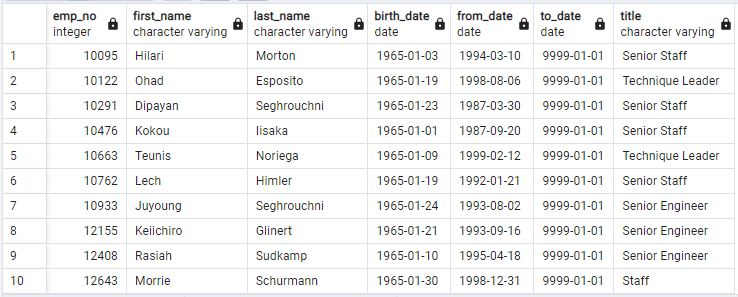 emp_no first_name last_name birth_date from_date to_date title
integer character varying character varying date date date character varying
1 10095 Hilari Morton 1965-01-03 1994-03-10 9999-01-01 Senior Staff
2 10122 Ohad Esposito 1965-01-19 1998-08-06 9999-01-01 Technique Leader
3 10291 Dipayan Seghrouchni 1965-01-23 1987-03-30 9999-01-01 Senior Staff
4 10476 Kokou Iisaka 1965-01-01 1987-09-20 9999-01-01 Senior Staff
5 10663 Teunis Noriega 1965-01-09 1999-02-12 9999-01-01 Technique Leader
6 10762 Lech Himler 1965-01-19 1992-01-21 9999-01-01 Senior Staff
7 10933 Juyoung Seghrouchni 1965-01-24 1993-08-02 9999-01-01 Senior Engineer
8 12155 Keiichiro Glinert 1965-01-21 1993-09-16 9999-01-01 Senior Engineer
9 12408 Rasiah Sudkamp 1965-01-10 1995-04-18 9999-01-01 Senior Engineer
10 12643 Morrie Schurmann 1965-01-30 1998-12-31 9999-01-01 Staff